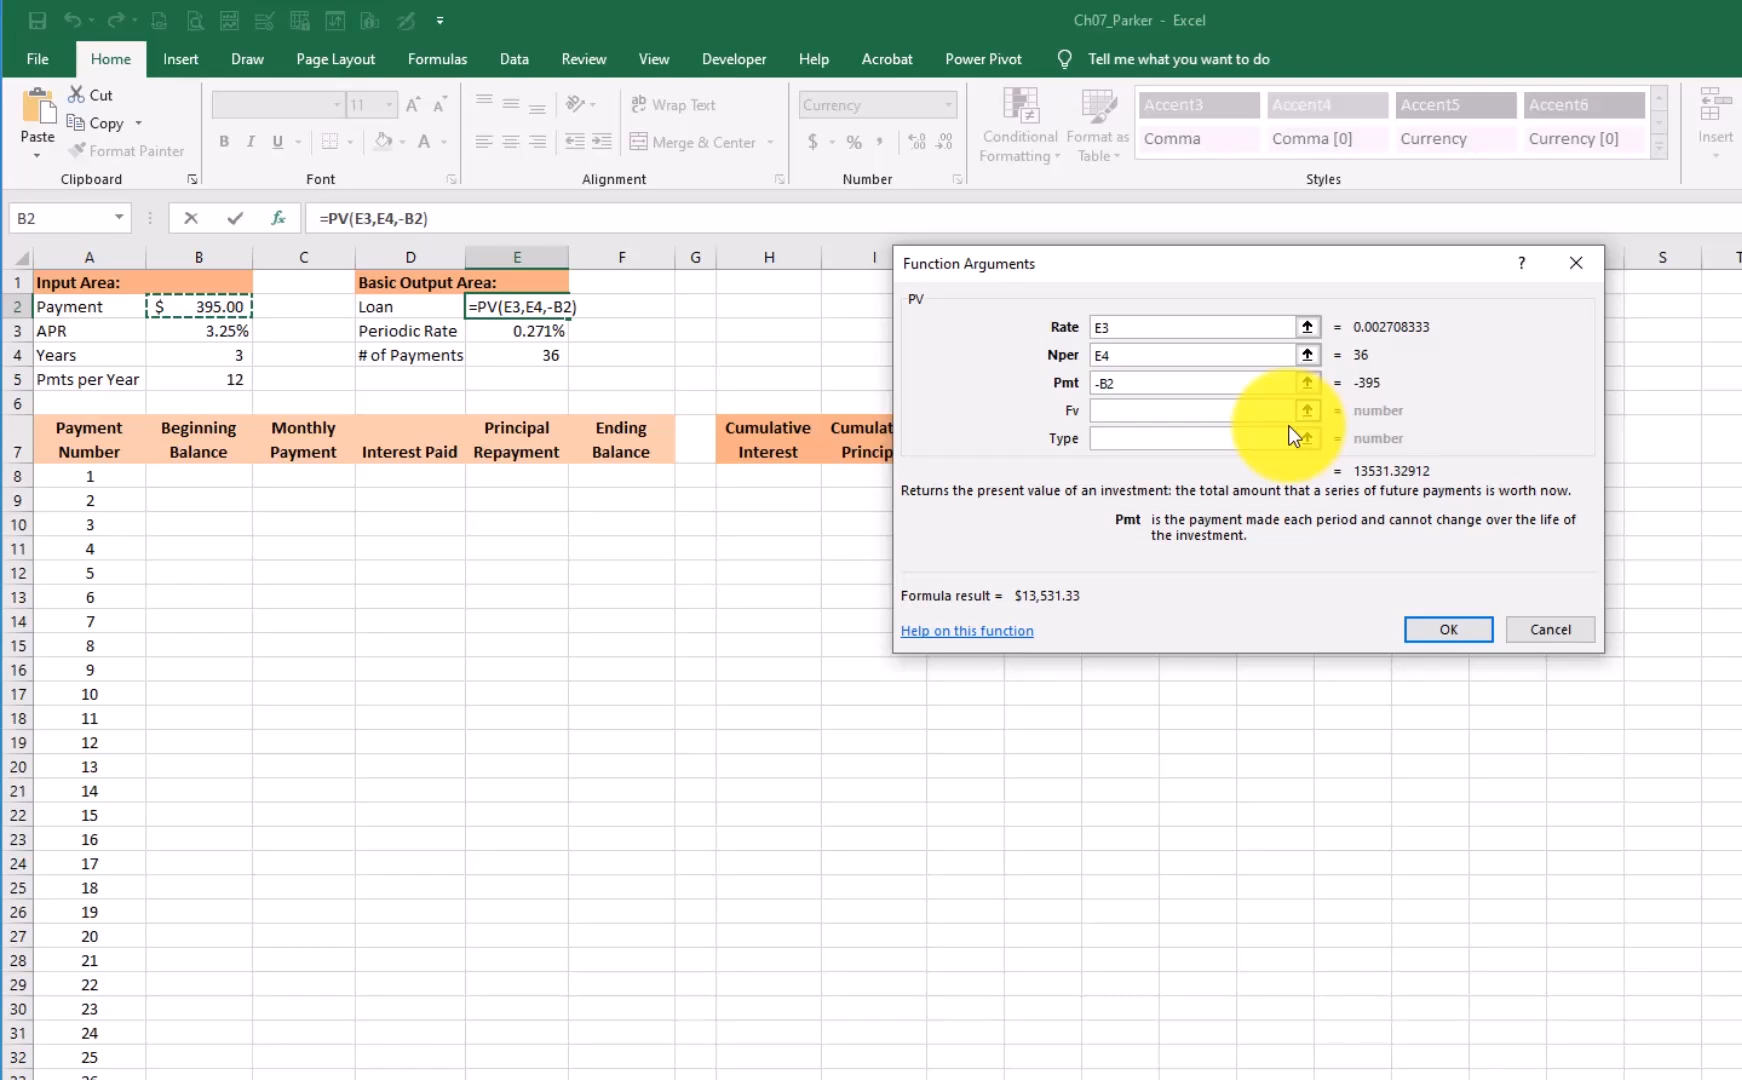 Ch07_Parker - Excel
File Home Insert Draw Page Layout Formulas Data Review View Developer Help Acrobat Power Pivot Tell me what you want to do
Paste
Cut
Copy
Format Painter
Clipboard
11
B I U
Font
Wrap Text
Merge & Center
Alignment
Currency
$ % ,
Number
Conditional Formatting
Format as Table
Accent3 Accent4 Accent5 Accent6
Comma Comma [0] Currency Currency [0]
Styles
Insert
B2 fx =PV(E3,E4,-B2)
A B C D E F G H I S T
1 Input Area: Basic Output Area:
2 Payment $ 395.00 Loan =PV(E3,E4,-B2)
3 APR 3.25% Periodic Rate 0.271%
4 Years 3 # of Payments 36
5 Pmts per Year 12
6
7 Payment Number Beginning Balance Monthly Payment Interest Paid Principal Repayment Ending Balance Cumulative Interest
8 1
9 2
10 3
11 4
12 5
13 6
14 7
15 8
16 9
17 10
18 11
19 12
20 13
21 14
22 15
23 16
24 17
25 18
26 19
27 20
28 21
29 22
30 23
31 24
32 25
Function Arguments ?
PV
Rate E3 = 0.002708333
Nper E4 = 36
Pmt -B2 = -395
Fv = number
Type = number
= 13531.32912
Returns the present value of an investment: the total amount that a series of future payments is worth now.
Pmt is the payment made each period and cannot change over the life of
the investment.
Formula result = $13,531.33
Help on this function
OK Cancel